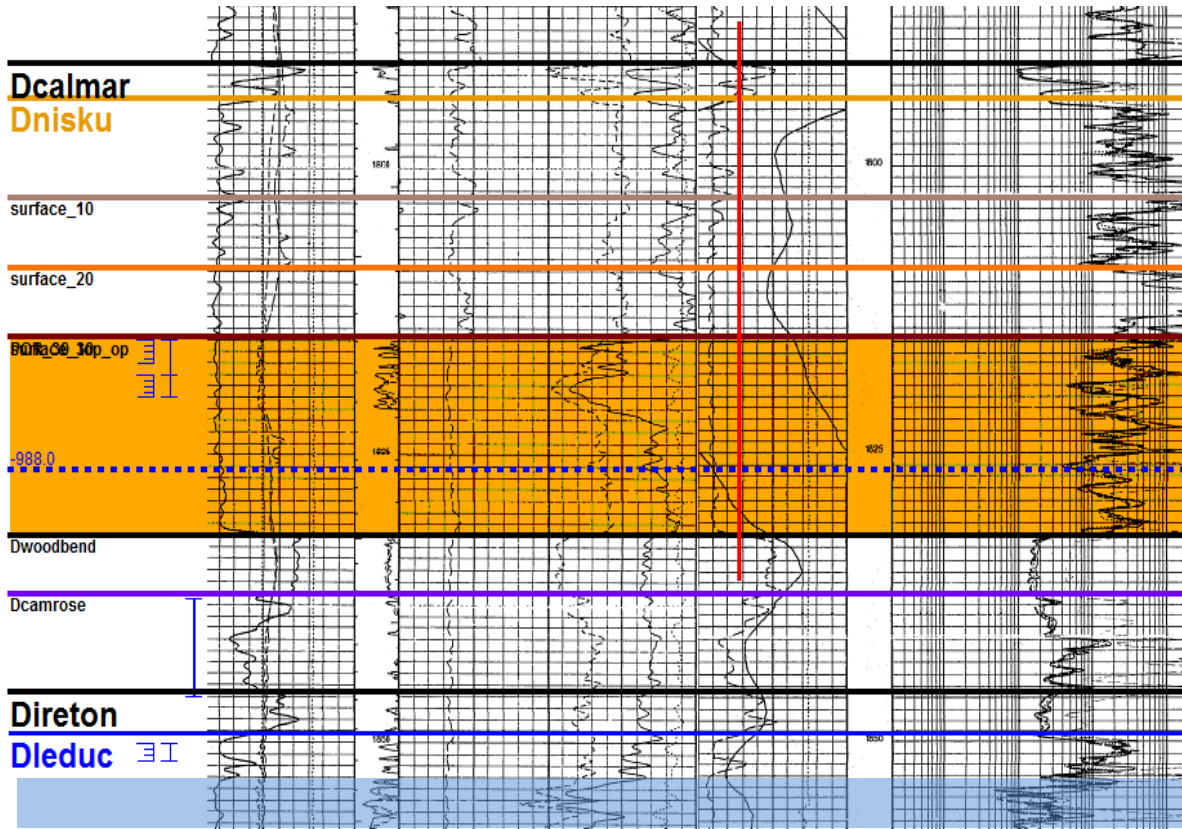 Dcalmar
Dnisku
1800
1800
surface_10
surface_20
-988.0
1825
1825
Dwoodbend
Dcamrose
Direton
1850
1850
Dleduc